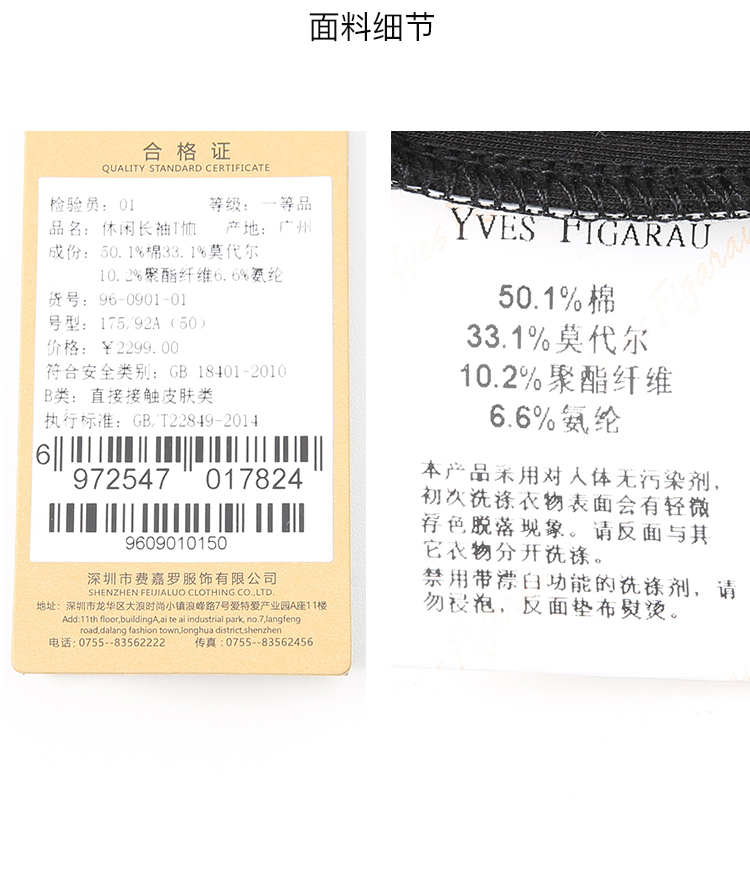 面料细节
合格证
QUALITY STANDARD CERTIFICATE
检验员: 01 等级: 一等品
品名: 休闲长袖T恤 产地: 广州
成份: 50.1%棉33.1%莫代尔
10.2%聚酯纤维6.6%氨纶
货号: 96-0901-01
号型: 175/92A(50)
价格: ¥2299.00
符合安全类别: GB 18401-2010
B类: 直接接触皮肤类
执行标准: GB/T22849-2014
6 972547 017824
9609010150
深圳市费嘉罗服饰有限公司
SHENZHEN FEIJIALUO CLOTHING CO.,LTD.
地址: 深圳市龙华区大浪时尚小镇浪峰路7号爱特爱产业园A座11楼
Add:11th floor,buildingA,ai te ai industrial park, no.7,langfeng
road,dalang fashion town,longhua district,shenzhen
电话:0755--83562222 传真:0755--83562456
YVES FIGARAU
50.1%棉
33.1%莫代尔
10.2%聚酯纤维
6.6%氨纶
本产品采用对人体无污染剂,
初次洗涤衣物表面会有轻微
浮色脱落现象。请反面与其
它衣物分开洗涤。
禁用带漂白功能的洗涤剂,请
勿浸泡,反面垫布熨烫。